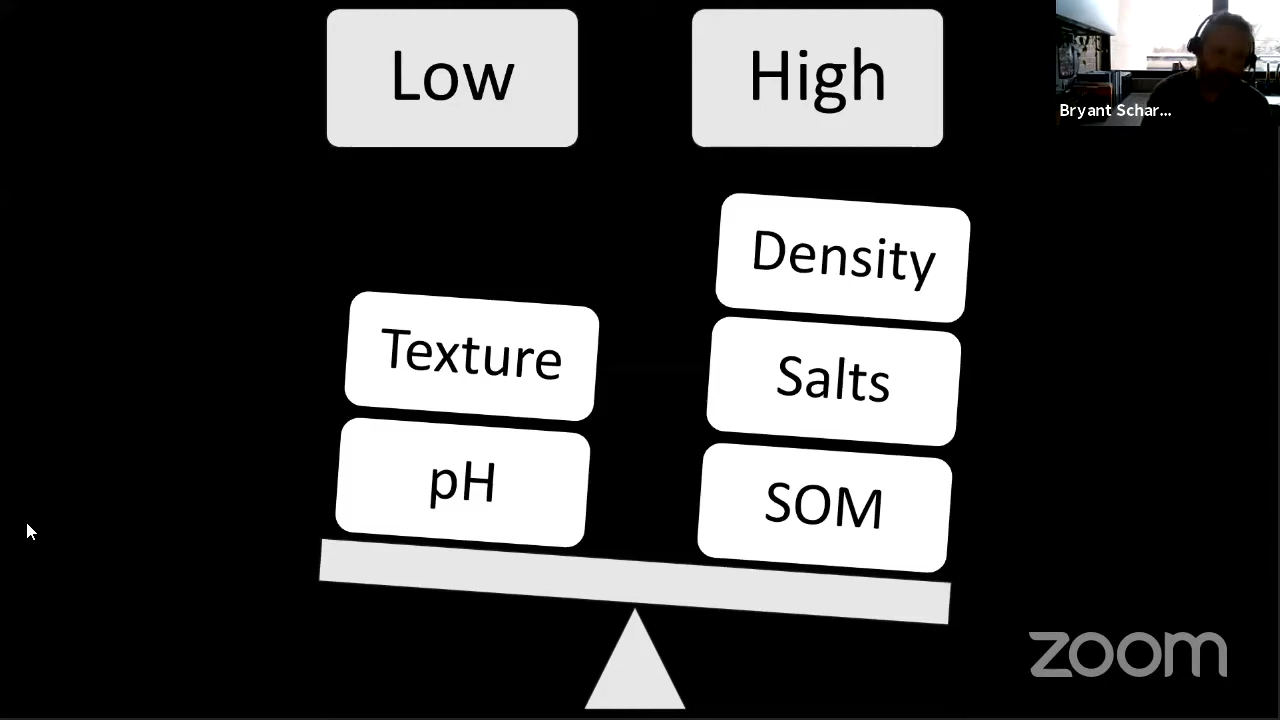 Low
High
Bryant Schar...
Density
Texture
Salts
pH
SOM
zoom